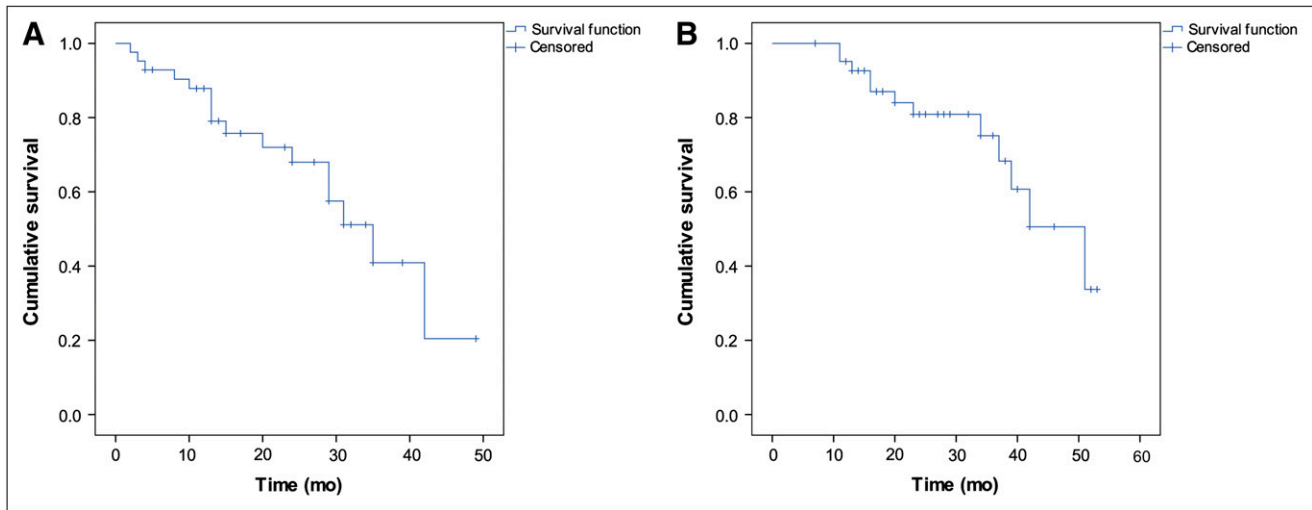 A
Survival function
Censored
1.0
0.8
0.6
0.4
0.2
0.0
Cumulative survival
0 10 20 30 40 50
Time (mo)
B
Survival function
Censored
1.0
0.8
0.6
0.4
0.2
0.0
Cumulative survival
0 10 20 30 40 50 60
Time (mo)